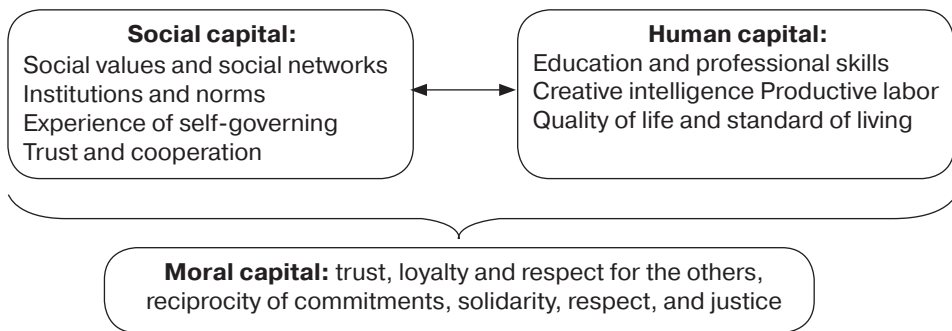 Social capital:
Social values and social networks
Institutions and norms
Experience of self-governing
Trust and cooperation
Human capital:
Education and professional skills
Creative intelligence Productive labor
Quality of life and standard of living
Moral capital: trust, loyalty and respect for the others,
reciprocity of commitments, solidarity, respect, and justice